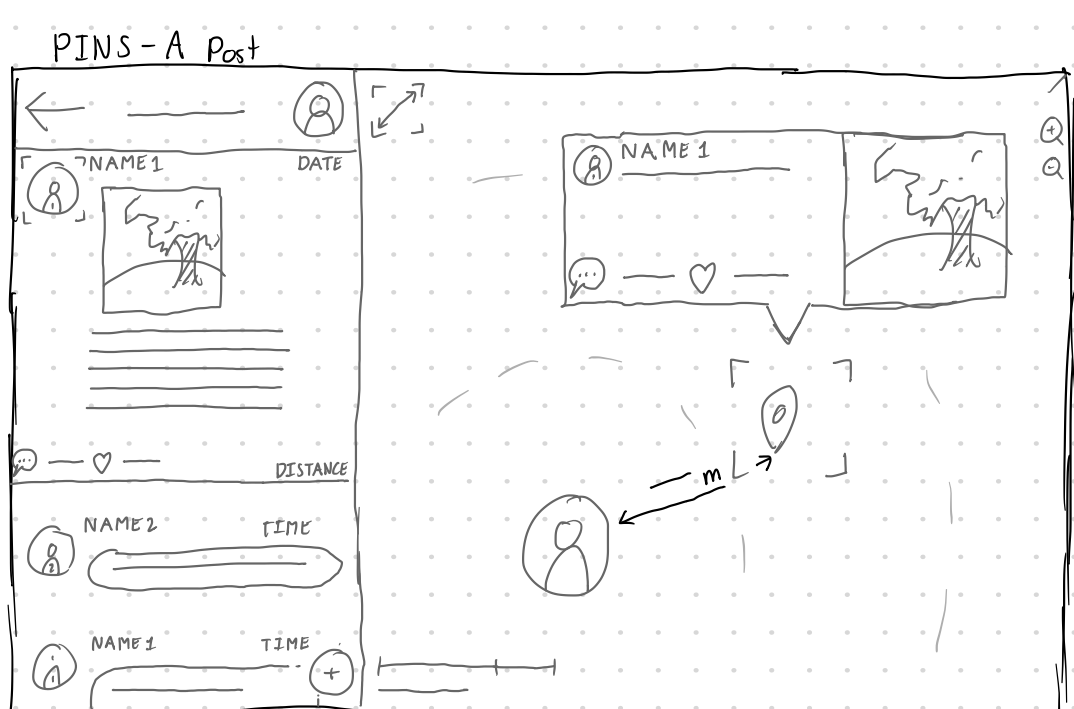 PINS - A Post
NAME 1
DATE
DISTANCE
NAME 2
TIME
NAME 1
TIME
NAME 1
m